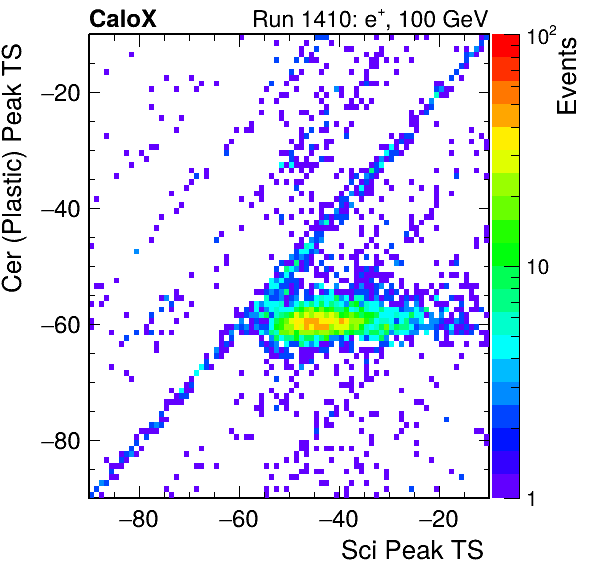 CaloX Run 1410: e⁺, 100 GeV
Cer (Plastic) Peak TS
−20
−40
−60
−80
−80 −60 −40 −20
Sci Peak TS
10²
10
1
Events